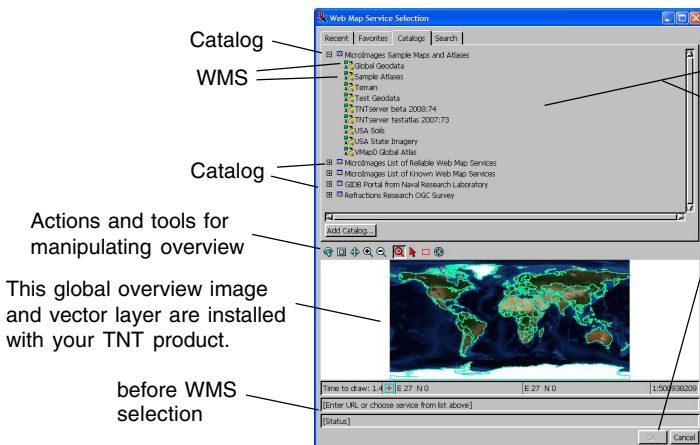 Web Map Service Selection
Recent Favorites Catalogs Search
Catalog
MicroImages Sample Maps and Atlases
WMS
Global Geodata
Sample Atlases
Terrain
Test Geodata
TNTserver beta 2008:74
TNTserver testatlas 2007:73
USA Soils
USA State Imagery
VMap0 Global Atlas
Catalog
MicroImages List of Reliable Web Map Services
MicroImages List of Known Web Map Services
GIDB Portal from Naval Research Laboratory
Refractions Research OGC Survey
Add Catalog...
Actions and tools for
manipulating overview
This global overview image
and vector layer are installed
with your TNT product.
Time to draw: 1.4 E 27 N 0 E 27 N 0 1:500938209
before WMS
selection
[Enter URL or choose service from list above]
[Status]
OK Cancel